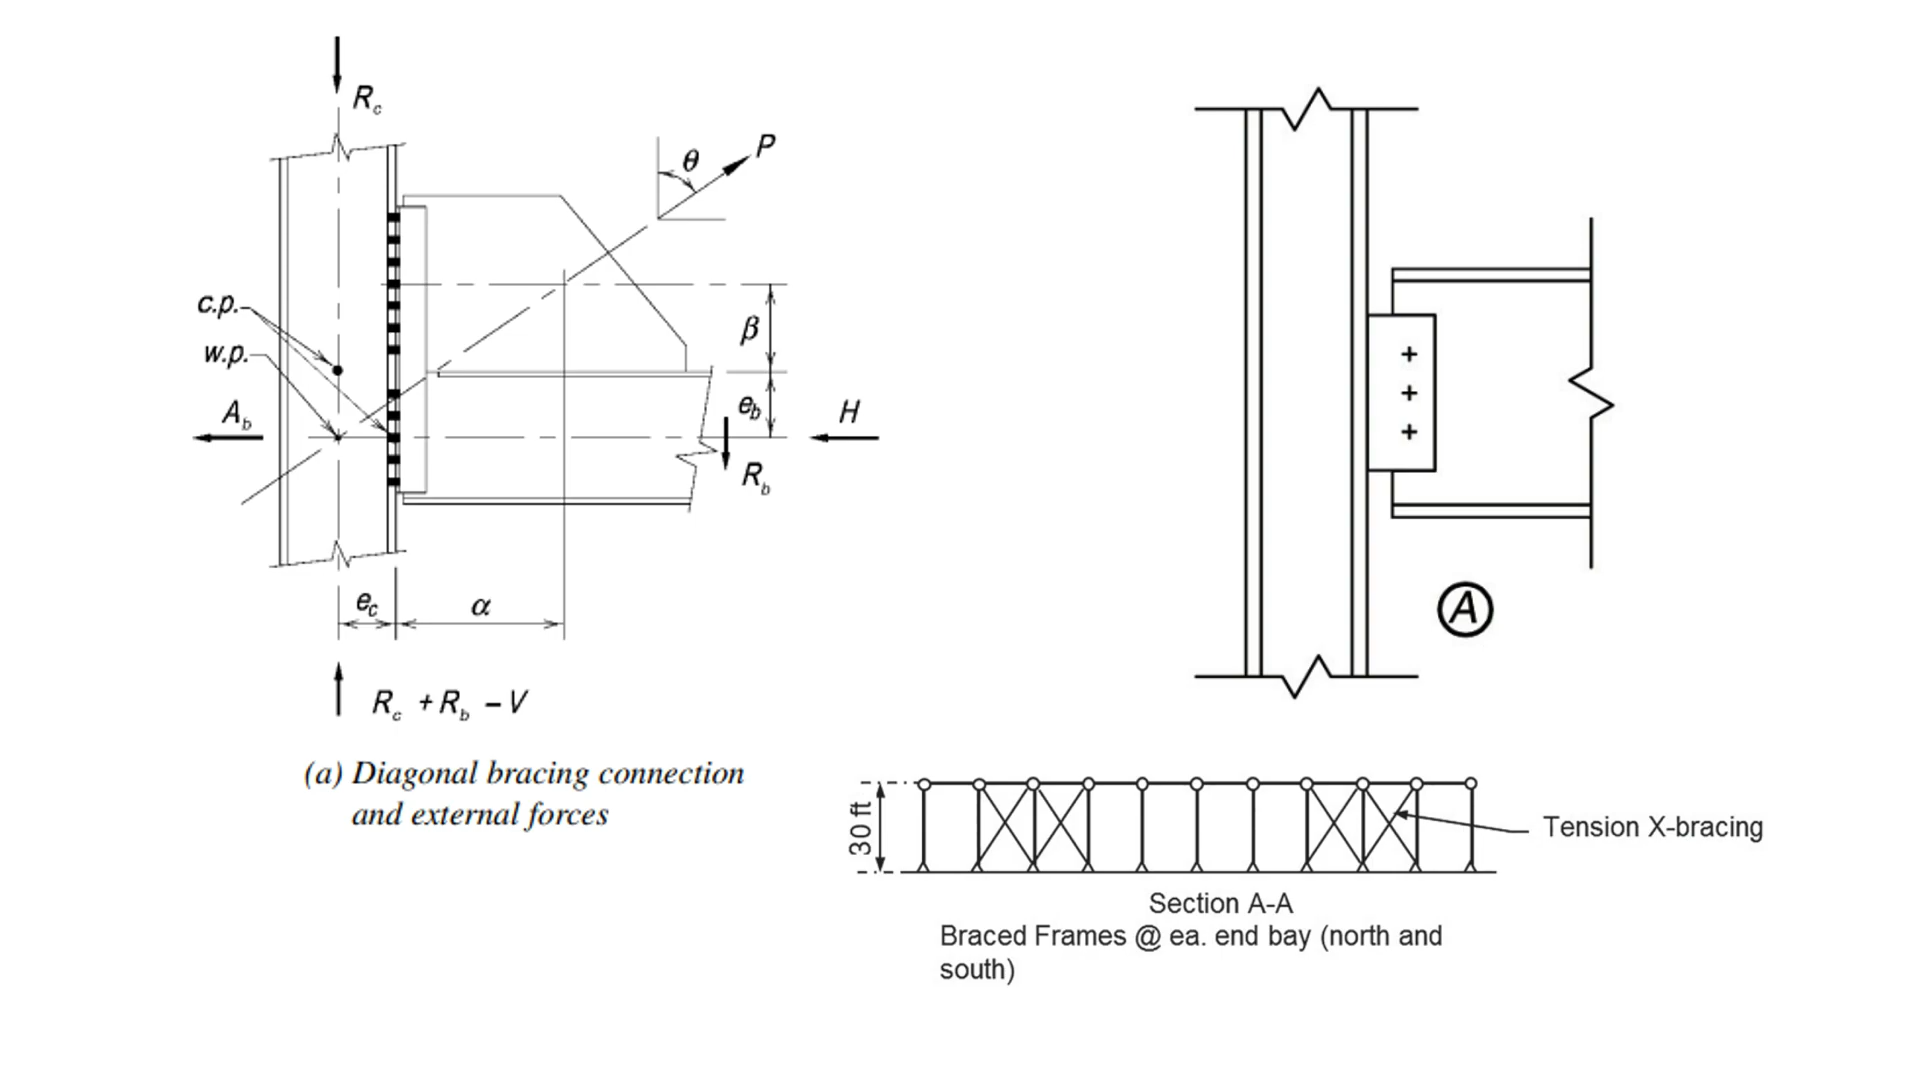 R_c
θ
P
c.p.
w.p.
β
A_b
e_b
H
R_b
e_c
α
R_c + R_b – V
(a) Diagonal bracing connection
and external forces
A
30 ft
Tension X-bracing
Section A-A
Braced Frames @ ea. end bay (north and
south)